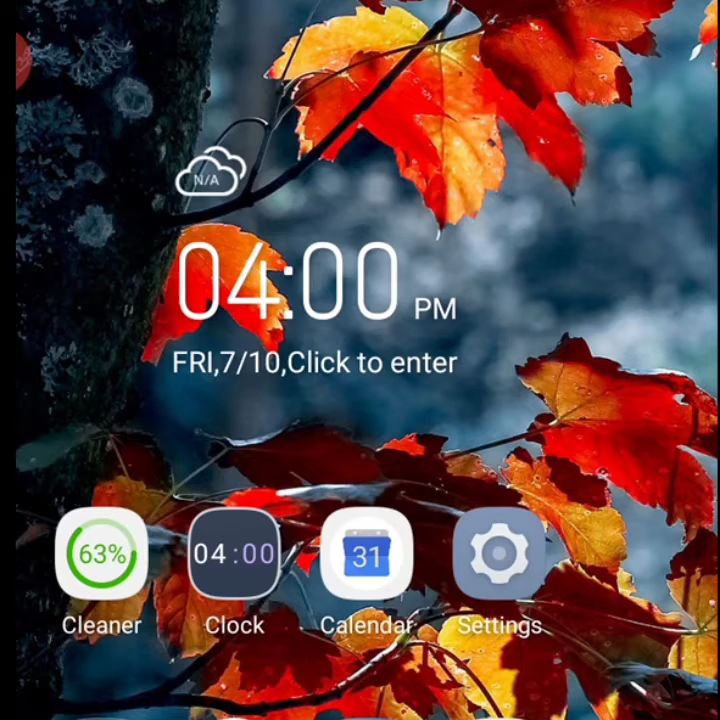 N/A
04:00 PM
FRI,7/10,Click to enter
63%
04:00
31
Cleaner
Clock
Calendar
Settings